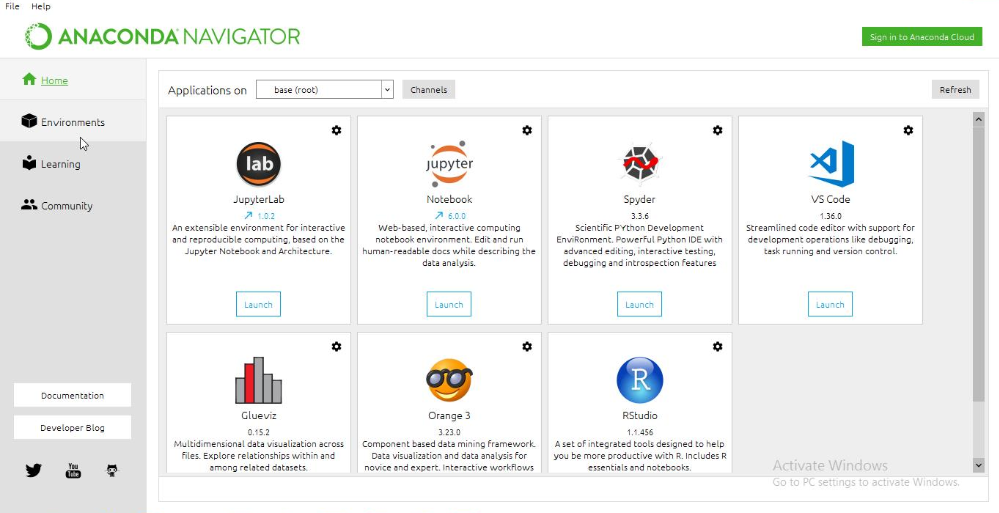 File Help
ANACONDA NAVIGATOR
Sign in to Anaconda Cloud
Home
Environments
Learning
Community
Documentation
Developer Blog
You
Tube
Applications on base (root) Channels Refresh
lab
JupyterLab
1.0.2
An extensible environment for interactive
and reproducible computing, based on the
Jupyter Notebook and Architecture.
Launch
jupyter
Notebook
6.0.0
Web-based, interactive computing
notebook environment. Edit and run
human-readable docs while describing the
data analysis.
Launch
Spyder
3.3.6
Scientific PYthon Development
EnviRonment. Powerful Python IDE with
advanced editing, interactive testing,
debugging and introspection features
Launch
VS Code
1.36.0
Streamlined code editor with support for
development operations like debugging,
task running and version control.
Launch
Glueviz
0.15.2
Multidimensional data visualization across
files. Explore relationships within and
among related datasets.
Orange 3
3.23.0
Component based data mining framework.
Data visualization and data analysis for
novice and expert. Interactive workflows
R
RStudio
1.1.456
A set of integrated tools designed to help
you be more productive with R. Includes R
essentials and notebooks.
Activate Windows
Go to PC settings to activate Windows.